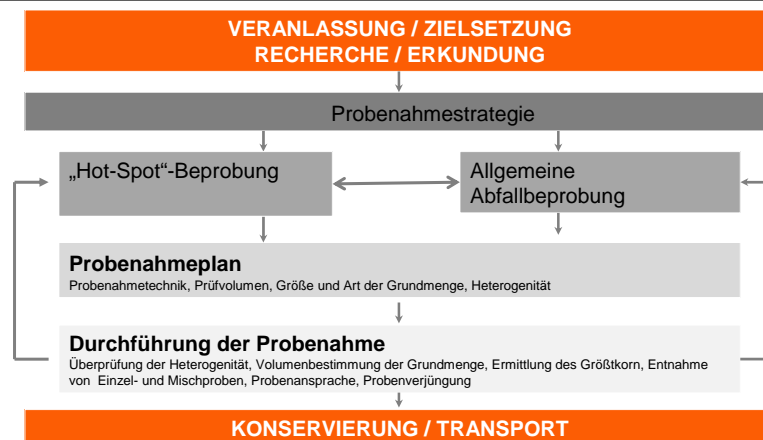 VERANLASSUNG / ZIELSETZUNG
RECHERCHE / ERKUNDUNG
Probenahmestrategie
„Hot-Spot“-Beprobung
Allgemeine
Abfallbeprobung
Probenahmeplan
Probenahmetechnik, Prüfvolumen, Größe und Art der Grundmenge, Heterogenität
Durchführung der Probenahme
Überprüfung der Heterogenität, Volumenbestimmung der Grundmenge, Ermittlung des Größtkorn, Entnahme
von Einzel- und Mischproben, Probenansprache, Probenverjüngung
KONSERVIERUNG / TRANSPORT